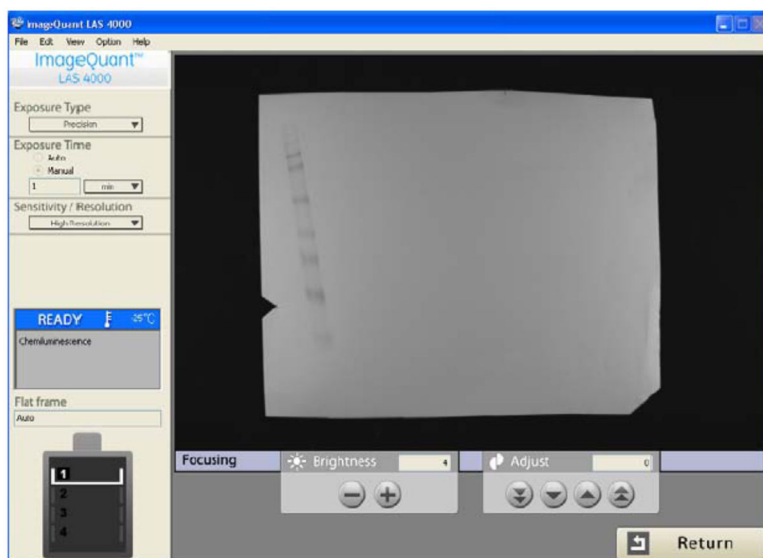 ImageQuant LAS 4000
File Edit View Option Help
ImageQuant™
LAS 4000
Exposure Type
Precision
Exposure Time
Auto
Manual
1 min
Sensitivity / Resolution
High Resolution
READY -25°C
Chemiluminescence
Flat frame
Auto
1
2
3
4
Focusing
Brightness 4
Adjust 0
Return